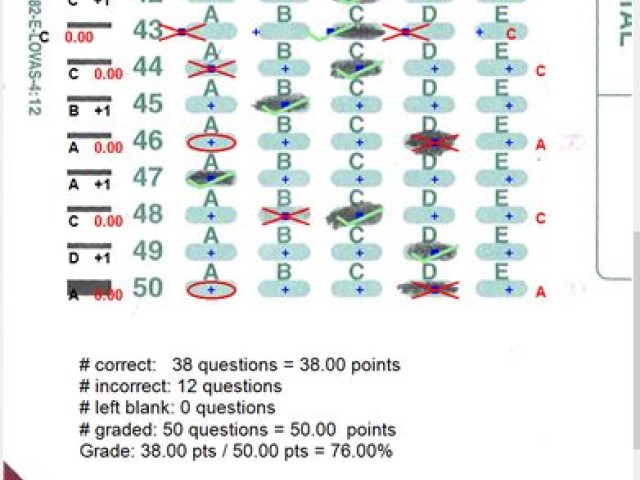 A B C D E
C 0.00 43 C
A B C D E
C 0.00 44 C
A B C D E
B +1 45
A B C D E
A 0.00 46 A
A B C D E
A +1 47
A B C D E
C 0.00 48 C
A B C D E
D +1 49
A B C D E
A 0.00 50 A
82-E-LOVAS-4:12
# correct: 38 questions = 38.00 points
# incorrect: 12 questions
# left blank: 0 questions
# graded: 50 questions = 50.00 points
Grade: 38.00 pts / 50.00 pts = 76.00%